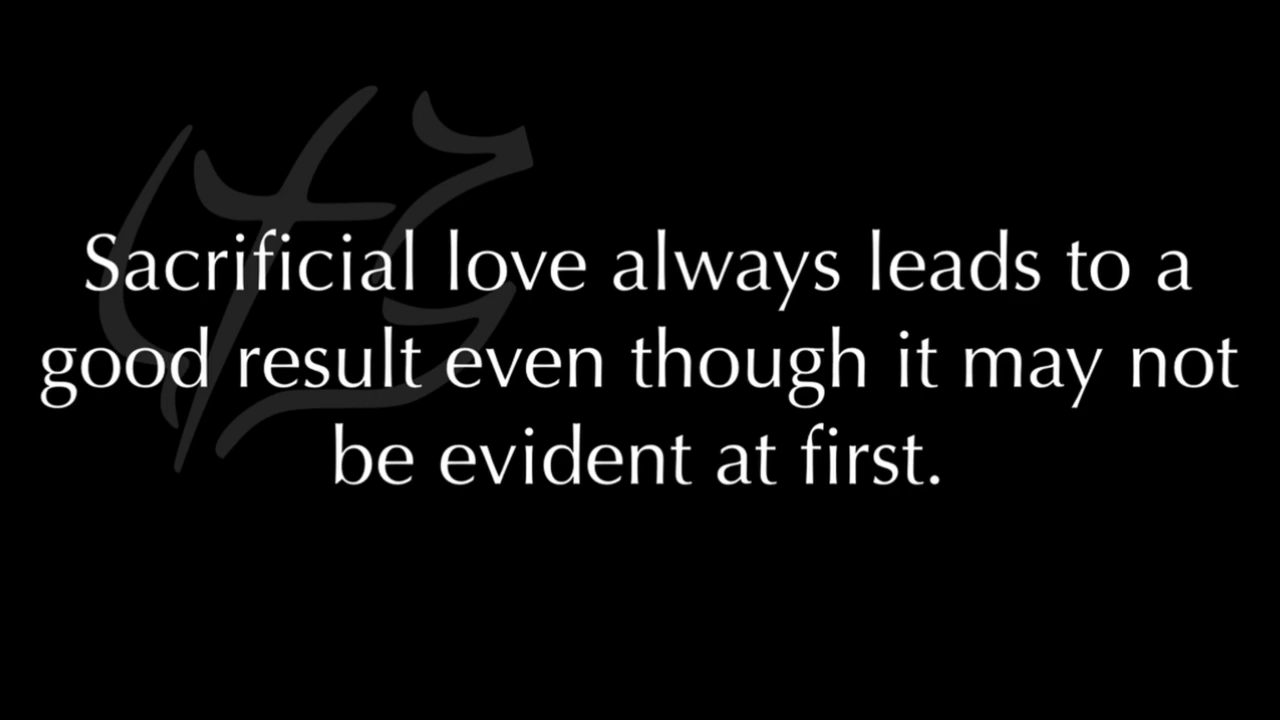 Sacrificial love always leads to a
good result even though it may not
be evident at first.